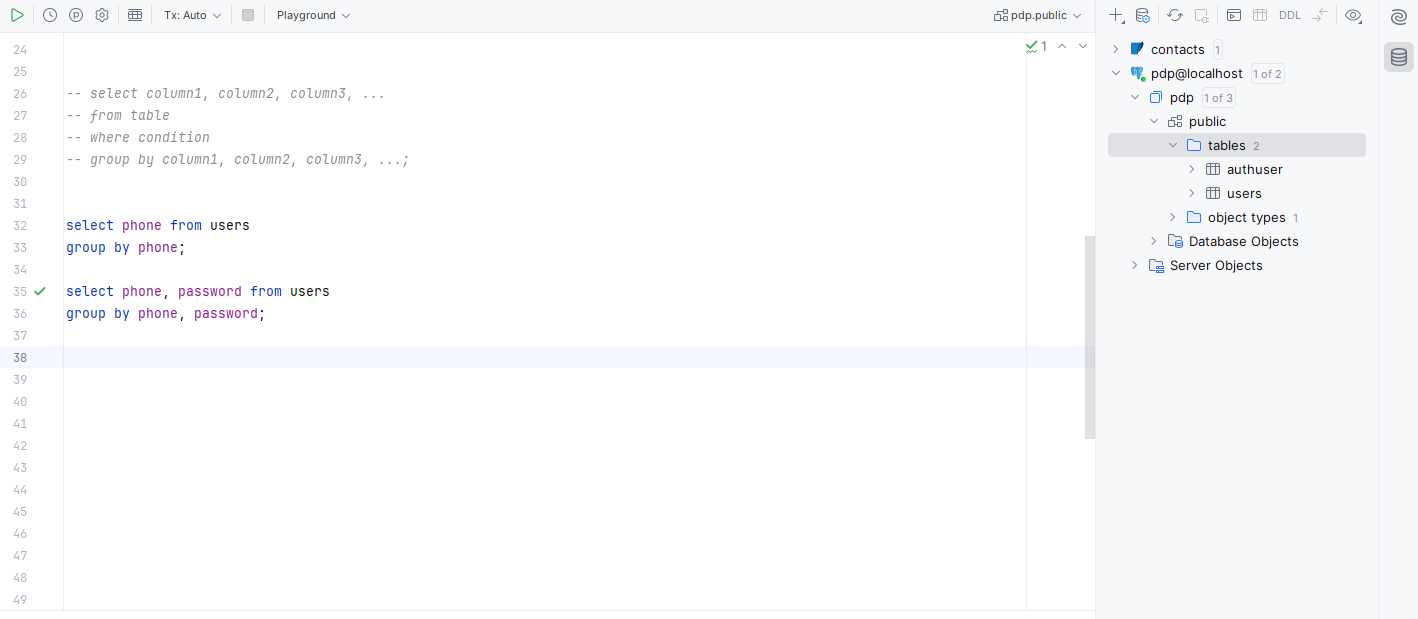 Tx: Auto
Playground
pdp.public
DDL
1
24
25
26 -- select column1, column2, column3, ...
27 -- from table
28 -- where condition
29 -- group by column1, column2, column3, ...;
30
31
32 select phone from users
33 group by phone;
34
35 select phone, password from users
36 group by phone, password;
37
38
39
40
41
42
43
44
45
46
47
48
49
contacts 1
pdp@localhost 1 of 2
pdp 1 of 3
public
tables 2
authuser
users
object types 1
Database Objects
Server Objects